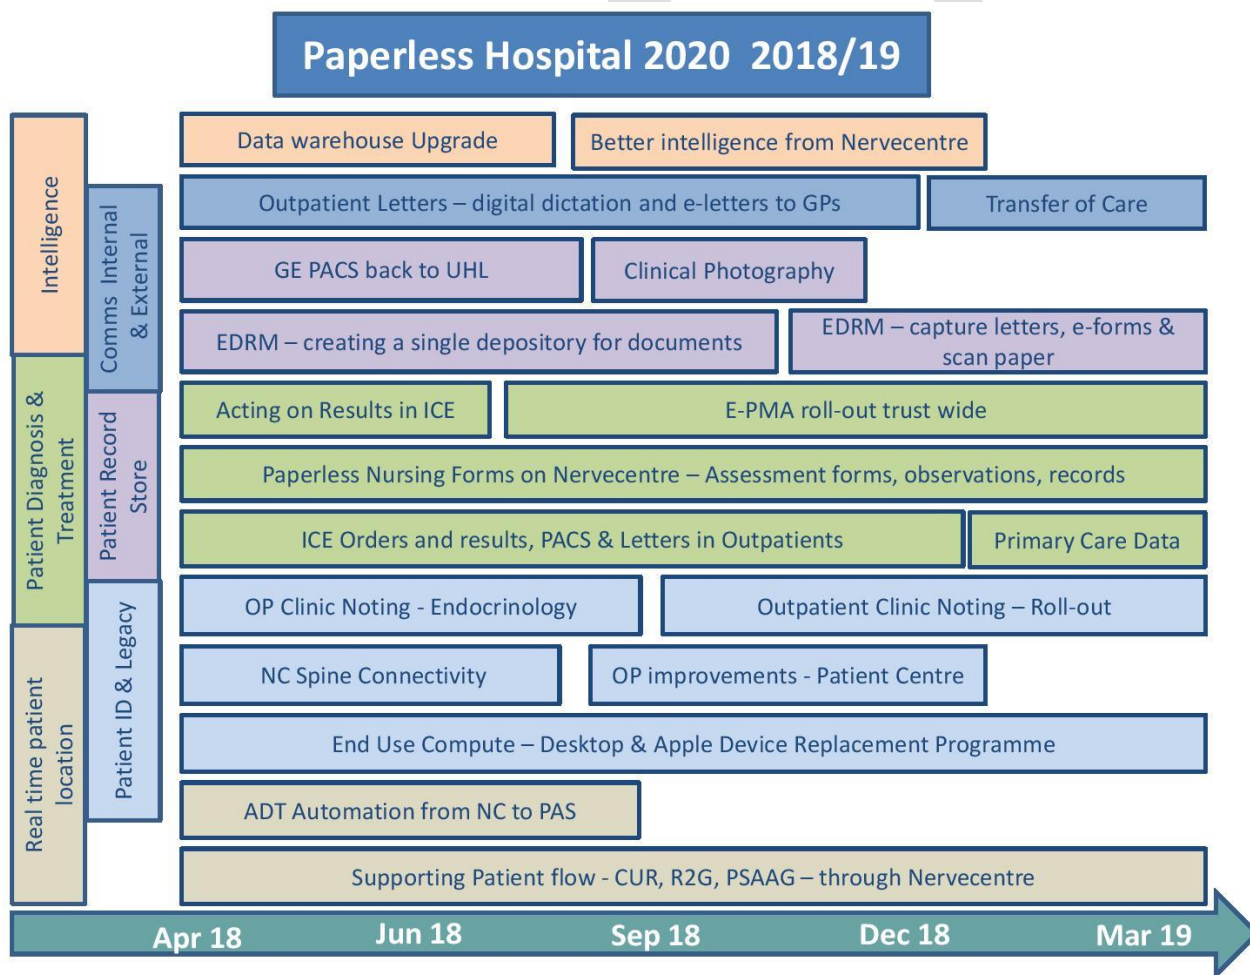 Paperless Hospital 2020  2018/19
Intelligence
Patient Diagnosis &
Treatment
Real time patient
location
Comms  Internal
& External
Patient Record
Store
Patient ID & Legacy
Data warehouse Upgrade
Better intelligence from Nervecentre
Outpatient Letters – digital dictation and e-letters to GPs
Transfer of Care
GE PACS back to UHL
Clinical Photography
EDRM – creating a single depository for documents
EDRM – capture letters, e-forms &
scan paper
Acting on Results in ICE
E-PMA roll-out trust wide
Paperless Nursing Forms on Nervecentre – Assessment forms, observations, records
ICE Orders and results, PACS & Letters in Outpatients
Primary Care Data
OP Clinic Noting - Endocrinology
Outpatient Clinic Noting – Roll-out
NC Spine Connectivity
OP improvements - Patient Centre
End Use Compute – Desktop & Apple Device Replacement Programme
ADT Automation from NC to PAS
Supporting Patient flow - CUR, R2G, PSAAG – through Nervecentre
Apr 18
Jun 18
Sep 18
Dec 18
Mar 19